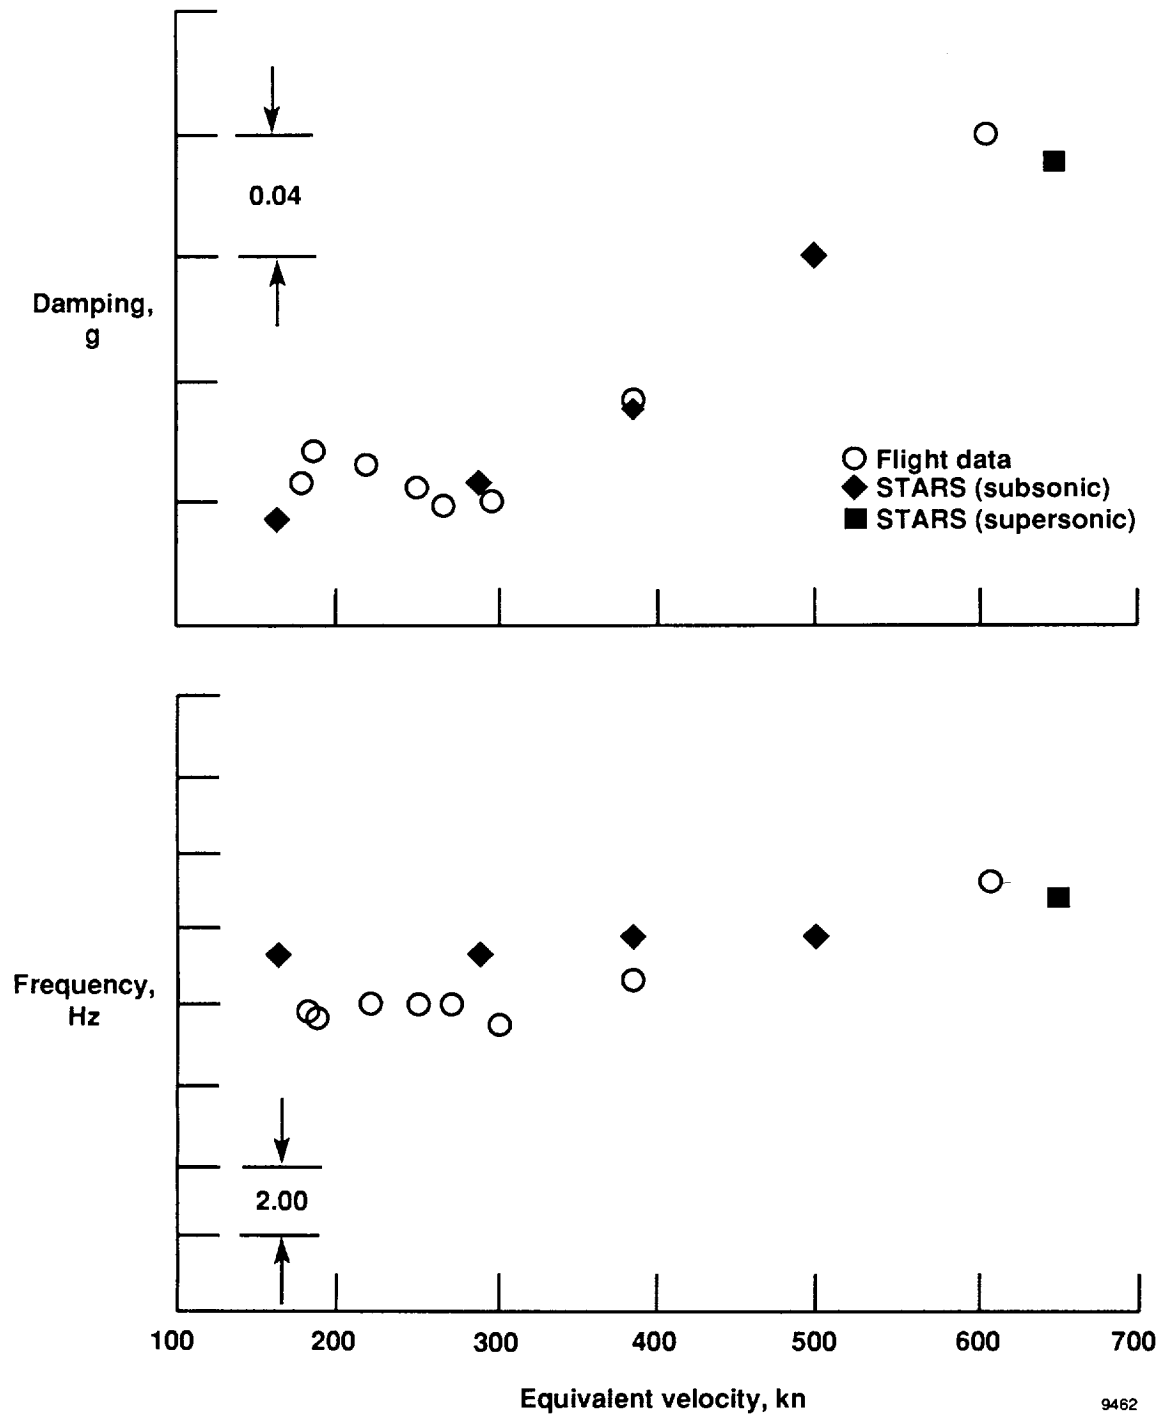 0.04
Damping,
g
Flight data
STARS (subsonic)
STARS (supersonic)
Frequency,
Hz
2.00
100 200 300 400 500 600 700
Equivalent velocity, kn
9462